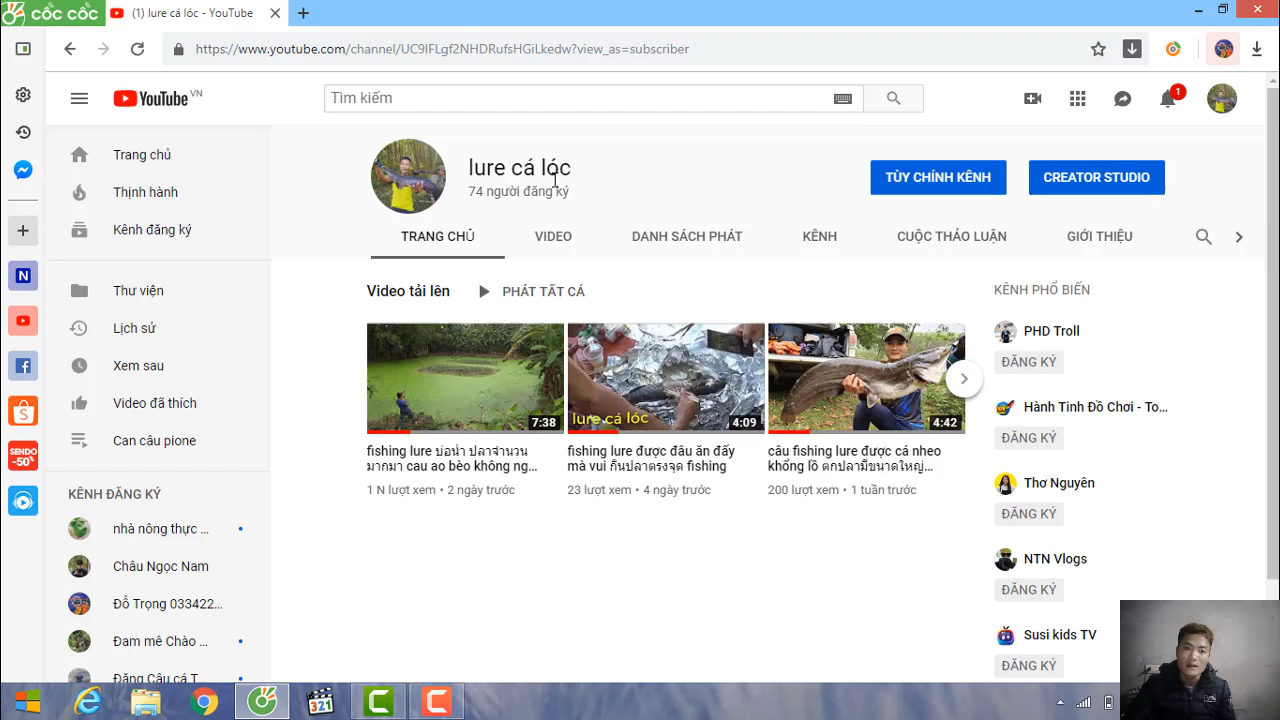 cốc cốc
(1) lure cá lóc - YouTube
https://www.youtube.com/channel/UC9IFLgf2NHDRufsHGiLkedw?view_as=subscriber
YouTube VN
Tìm kiếm
1
Trang chủ
Thịnh hành
Kênh đăng ký
Thư viện
Lịch sử
Xem sau
Video đã thích
Can câu pione
KÊNH ĐĂNG KÝ
nhà nông thực ...
Châu Ngọc Nam
Đỗ Trọng 033422...
Đam mê Chào ...
Đăng Câu cá T...
N
SENDO
-50%
lure cá lóc
74 người đăng ký
TÙY CHỈNH KÊNH
CREATOR STUDIO
TRANG CHỦ
VIDEO
DANH SÁCH PHÁT
KÊNH
CUỘC THẢO LUẬN
GIỚI THIỆU
Video tải lên
PHÁT TẤT CẢ
7:38
lure cá lóc
4:09
4:42
fishing lure บ่อน้ำ ปลาจำนวน
มากมา cau ao bèo không ng...
1 N lượt xem • 2 ngày trước
fishing lure được đâu ăn đấy
mà vui กินปลาตรงจุด fishing
23 lượt xem • 4 ngày trước
câu fishing lure được cá nheo
khổng lồ ตกปลามีขนาดใหญ่...
200 lượt xem • 1 tuần trước
KÊNH PHỔ BIẾN
PHD Troll
ĐĂNG KÝ
Hành Tinh Đồ Chơi - To...
ĐĂNG KÝ
Thơ Nguyên
ĐĂNG KÝ
NTN Vlogs
ĐĂNG KÝ
Susi kids TV
ĐĂNG KÝ
321